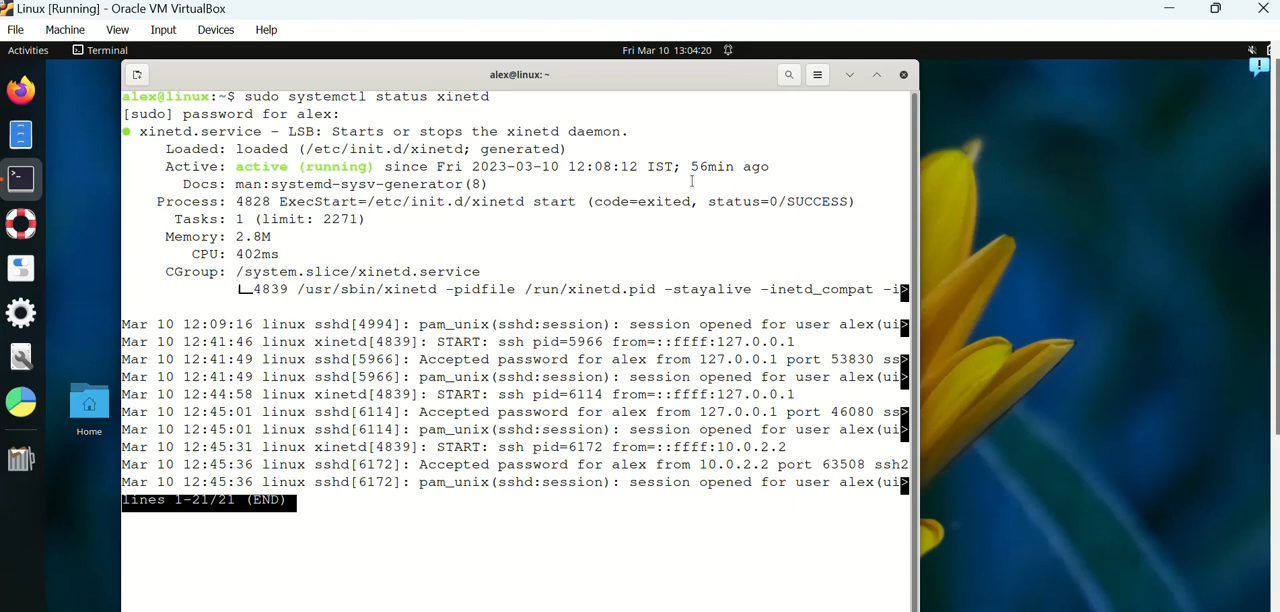 Linux [Running] - Oracle VM VirtualBox
File Machine View Input Devices Help
Activities Terminal Fri Mar 10 13:04:20
alex@linux: ~
alex@linux:~$ sudo systemctl status xinetd
[sudo] password for alex:
● xinetd.service - LSB: Starts or stops the xinetd daemon.
Loaded: loaded (/etc/init.d/xinetd; generated)
Active: active (running) since Fri 2023-03-10 12:08:12 IST; 56min ago
Docs: man:systemd-sysv-generator(8)
Process: 4828 ExecStart=/etc/init.d/xinetd start (code=exited, status=0/SUCCESS)
Tasks: 1 (limit: 2271)
Memory: 2.8M
CPU: 402ms
CGroup: /system.slice/xinetd.service
└─4839 /usr/sbin/xinetd -pidfile /run/xinetd.pid -stayalive -inetd_compat -i>
Mar 10 12:09:16 linux sshd[4994]: pam_unix(sshd:session): session opened for user alex(ui>
Mar 10 12:41:46 linux xinetd[4839]: START: ssh pid=5966 from=::ffff:127.0.0.1
Mar 10 12:41:49 linux sshd[5966]: Accepted password for alex from 127.0.0.1 port 53830 ss>
Mar 10 12:41:49 linux sshd[5966]: pam_unix(sshd:session): session opened for user alex(ui>
Mar 10 12:44:58 linux xinetd[4839]: START: ssh pid=6114 from=::ffff:127.0.0.1
Mar 10 12:45:01 linux sshd[6114]: Accepted password for alex from 127.0.0.1 port 46080 ss>
Mar 10 12:45:01 linux sshd[6114]: pam_unix(sshd:session): session opened for user alex(ui>
Mar 10 12:45:31 linux xinetd[4839]: START: ssh pid=6172 from=::ffff:10.0.2.2
Mar 10 12:45:36 linux sshd[6172]: Accepted password for alex from 10.0.2.2 port 63508 ssh2
Mar 10 12:45:36 linux sshd[6172]: pam_unix(sshd:session): session opened for user alex(ui>
lines 1-21/21 (END)
Home